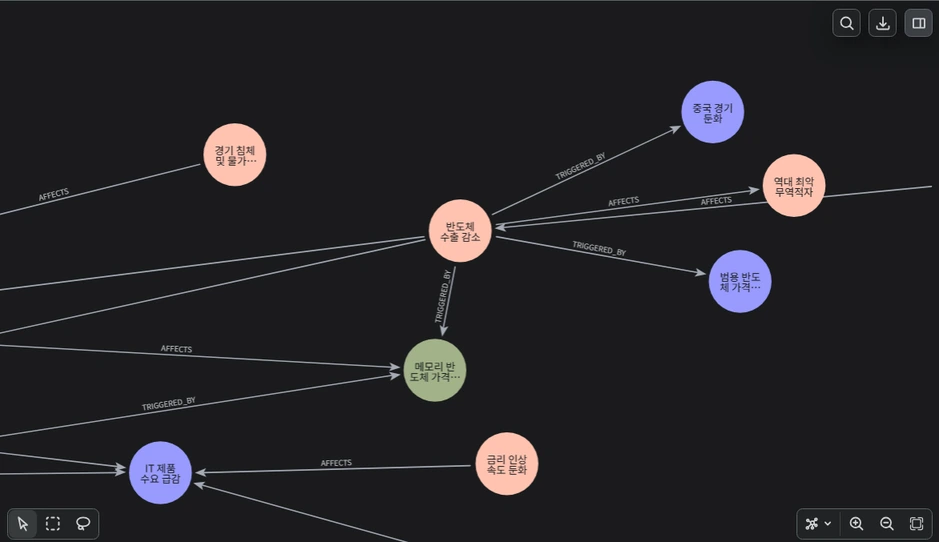 중국 경기
둔화
경기 침체
및 물가…
TRIGGERED_BY
역대 최악
무역적자
AFFECTS
AFFECTS
AFFECTS
반도체
수출 감소
TRIGGERED_BY
범용 반도
체 가격…
TRIGGERED_BY
AFFECTS
메모리 반
도체 가격…
TRIGGERED_BY
IT 제품
수요 급감
AFFECTS
금리 인상
속도 둔화